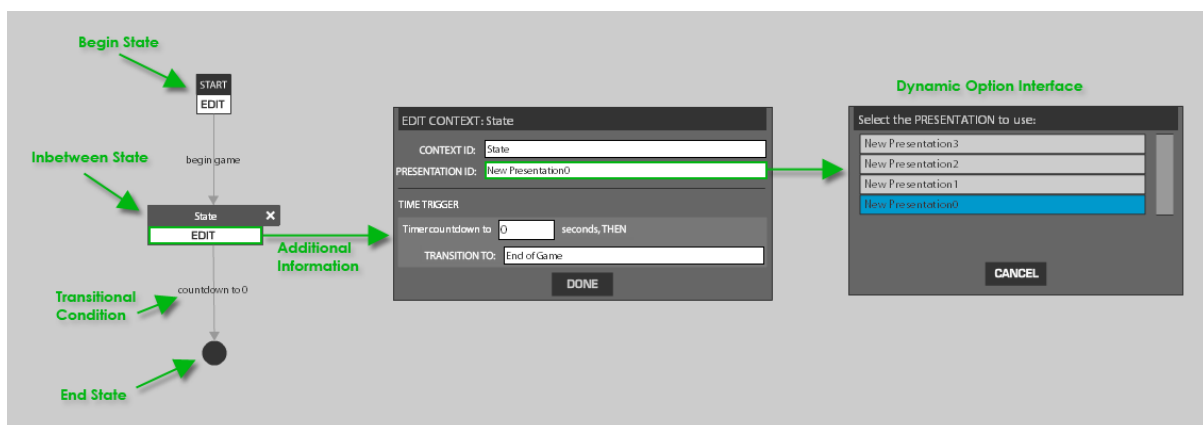 Begin State
START
EDIT
begin game
Inbetween State
State
EDIT
Additional
Information
countdown to 0
Transitional
Condition
End State
EDIT CONTEXT: State
CONTEXT ID: State
PRESENTATION ID: New Presentation0
TIME TRIGGER
Timer countdown to 0 seconds, THEN
TRANSITION TO: End of Game
DONE
Dynamic Option Interface
Select the PRESENTATION to use:
New Presentation3
New Presentation2
New Presentation1
New Presentation0
CANCEL